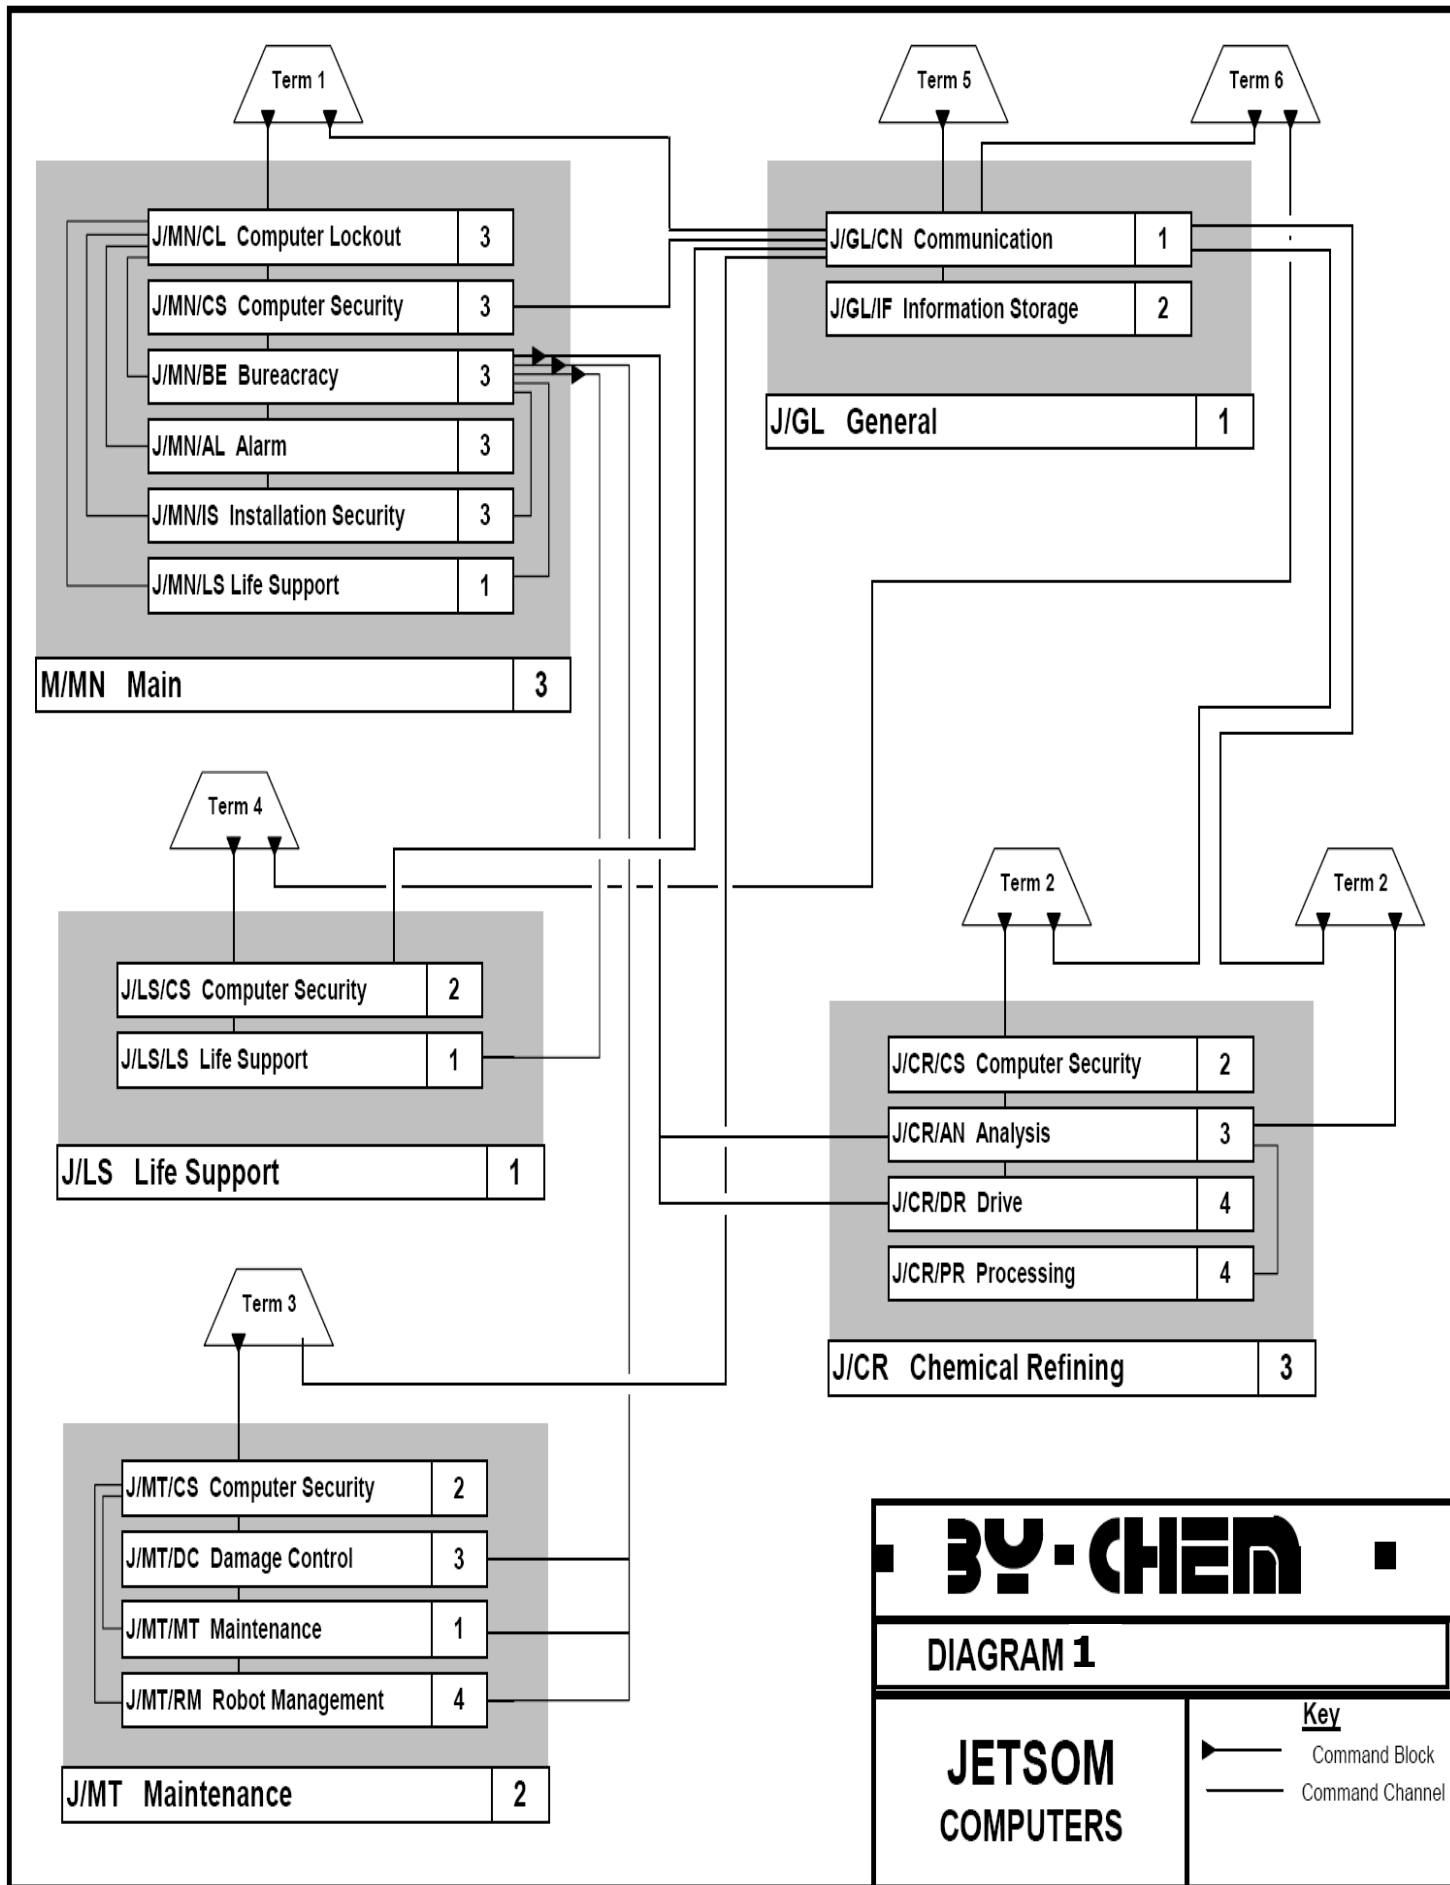 Term 1
Term 5
Term 6
J/MN/CL Computer Lockout 3
J/MN/CS Computer Security 3
J/MN/BE Bureacracy 3
J/MN/AL Alarm 3
J/MN/IS Installation Security 3
J/MN/LS Life Support 1
M/MN Main 3
J/GL/CN Communication 1
J/GL/IF Information Storage 2
J/GL General 1
Term 4
J/LS/CS Computer Security 2
J/LS/LS Life Support 1
J/LS Life Support 1
Term 2
Term 2
J/CR/CS Computer Security 2
J/CR/AN Analysis 3
J/CR/DR Drive 4
J/CR/PR Processing 4
J/CR Chemical Refining 3
Term 3
J/MT/CS Computer Security 2
J/MT/DC Damage Control 3
J/MT/MT Maintenance 1
J/MT/RM Robot Management 4
J/MT Maintenance 2
BY-CHEM
DIAGRAM 1
JETSOM
COMPUTERS
Key
Command Block
Command Channel